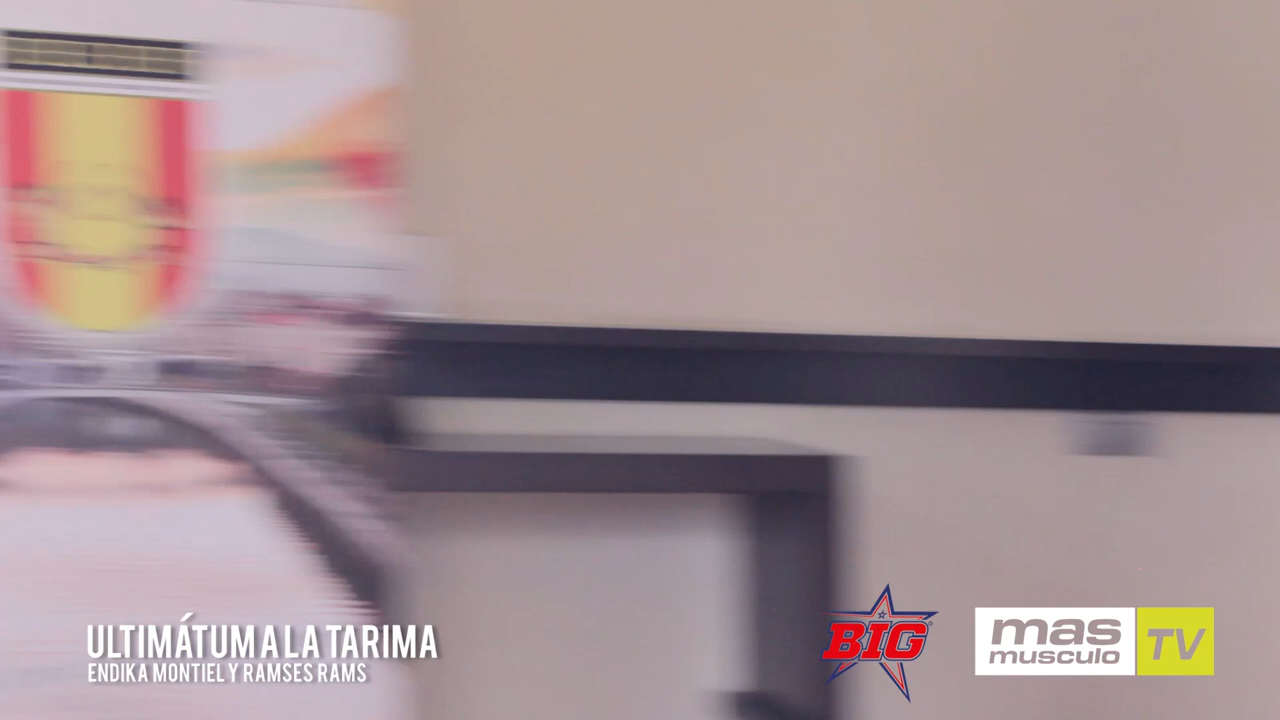 ULTIMÁTUM A LA TARIMA
ENDIKA MONTIEL Y RAMSES RAMS
BIG
mas
musculo
TV